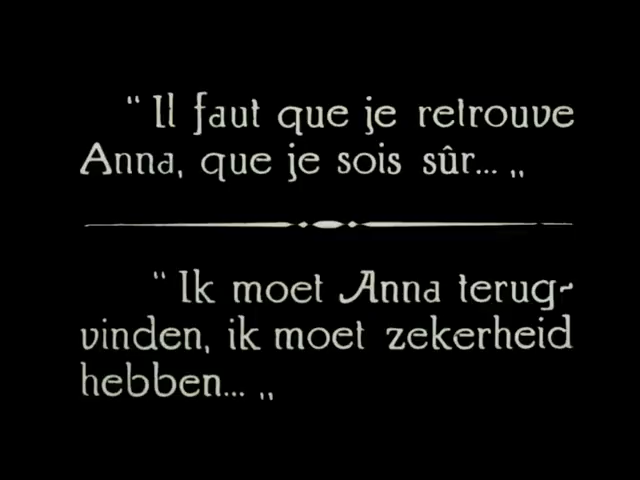 “ Il faut que je retrouve
Anna, que je sois sûr... „
“ Ik moet Anna terug-
vinden, ik moet zekerheid
hebben... „